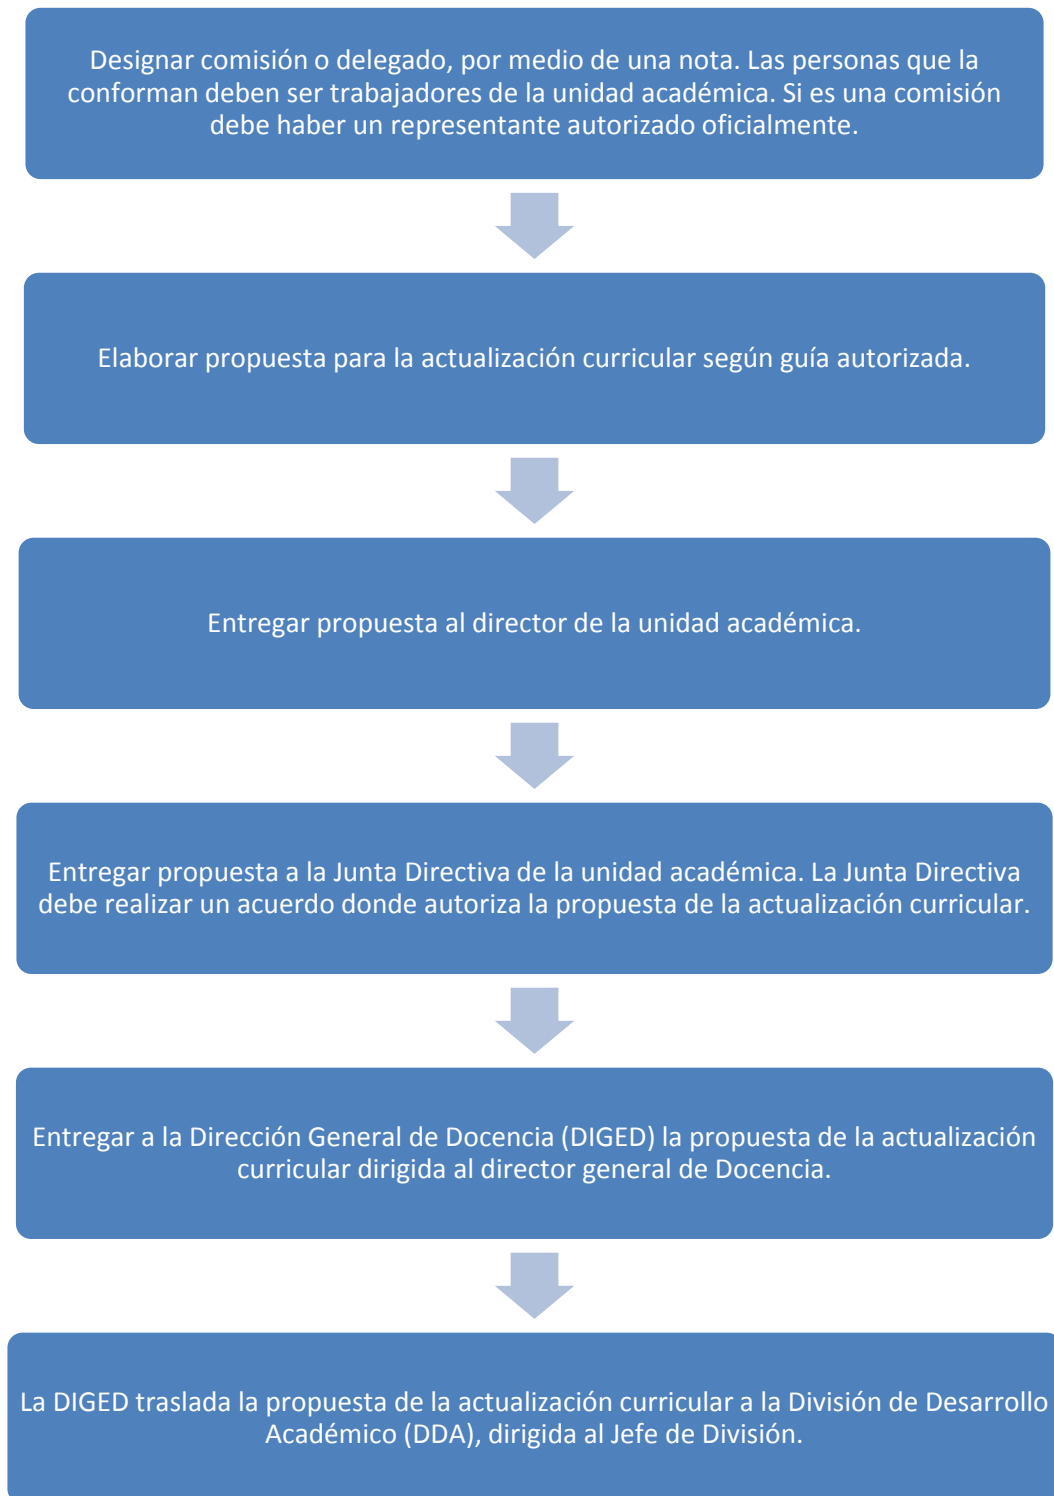 Designar comisión o delegado, por medio de una nota. Las personas que la
conforman deben ser trabajadores de la unidad académica. Si es una comisión
debe haber un representante autorizado oficialmente.
Elaborar propuesta para la actualización curricular según guía autorizada.
Entregar propuesta al director de la unidad académica.
Entregar propuesta a la Junta Directiva de la unidad académica. La Junta Directiva
debe realizar un acuerdo donde autoriza la propuesta de la actualización curricular.
Entregar a la Dirección General de Docencia (DIGED) la propuesta de la actualización
curricular dirigida al director general de Docencia.
La DIGED traslada la propuesta de la actualización curricular a la División de Desarrollo
Académico (DDA), dirigida al Jefe de División.